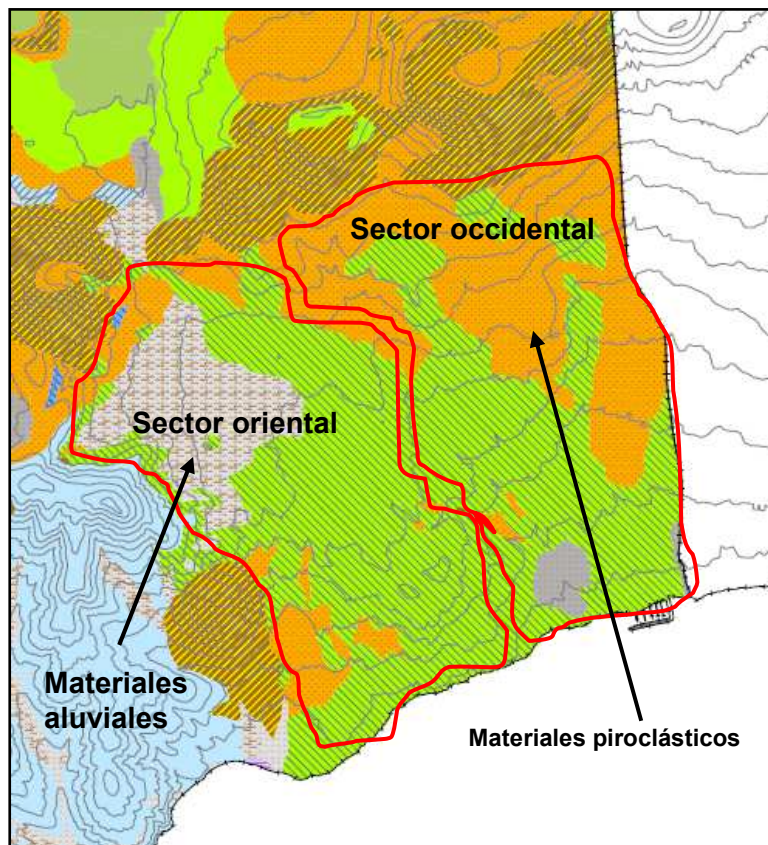 Sector occidental
Sector oriental
Materiales
aluviales
Materiales piroclásticos